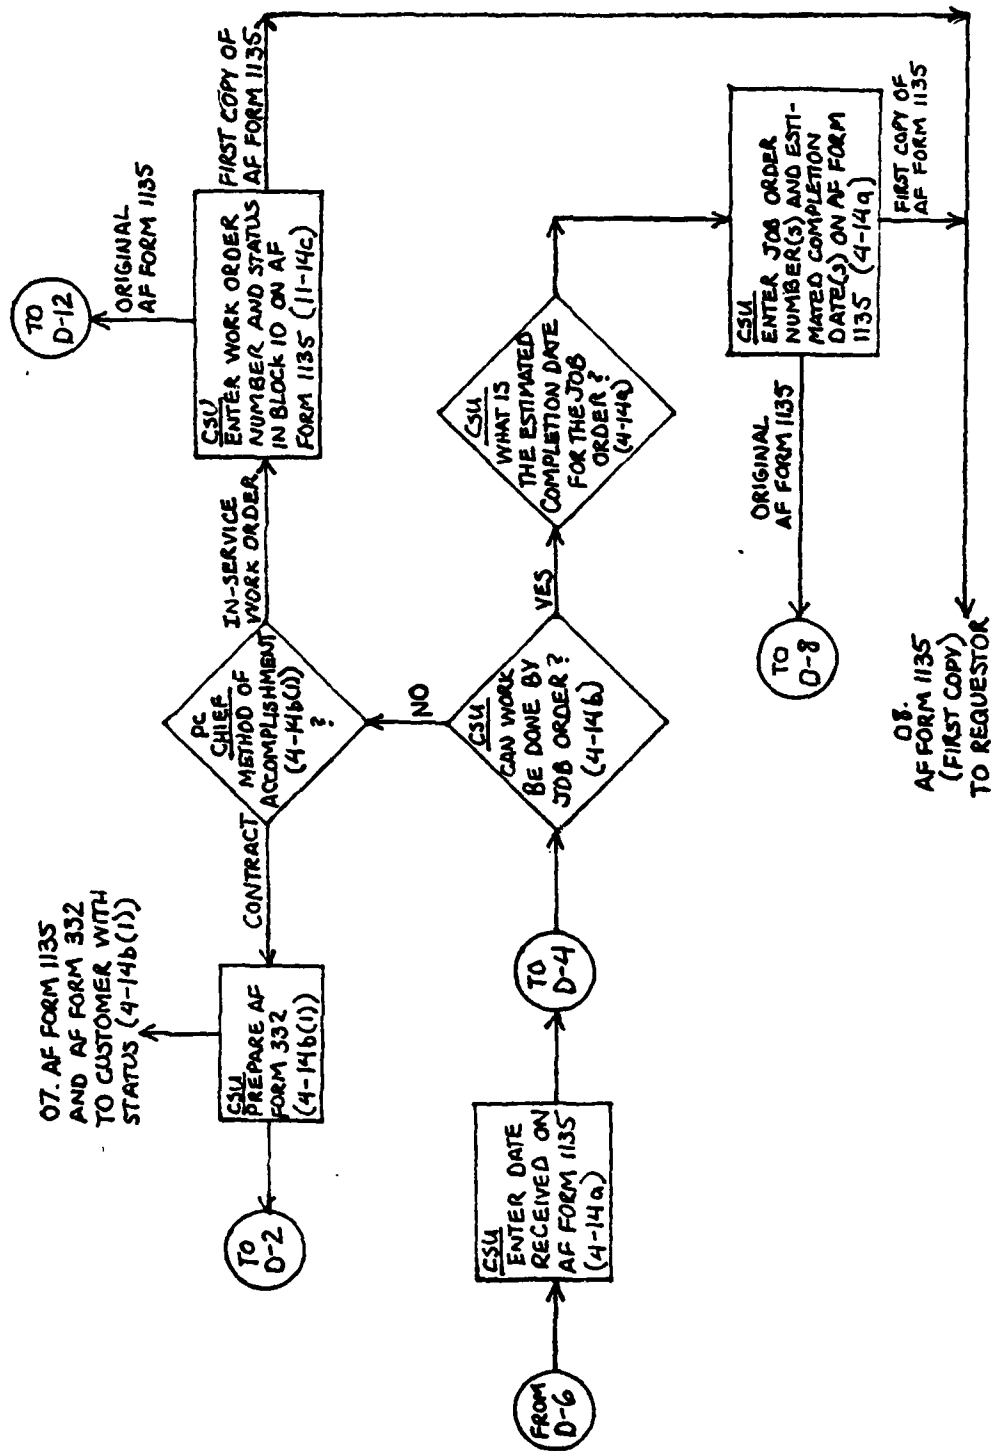 FROM
D-6
CSU
ENTER DATE
RECEIVED ON
AF FORM 1135
(4-14a)
TO
D-4
CSU
CAN WORK
BE DONE BY
JOB ORDER?
(4-14b)
NO
YES
PC
CHIEF
METHOD OF
ACCOMPLISHMENT
(4-14b(1))
?
CONTRACT
CSU
PREPARE AF
FORM 332
(4-14b(1))
TO
D-2
07. AF FORM 1135
AND AF FORM 332
TO CUSTOMER WITH
STATUS (4-14b(1))
IN-SERVICE
WORK ORDER
CSU
ENTER WORK ORDER
NUMBER AND STATUS
IN BLOCK 10 ON AF
FORM 1135 (11-14c)
ORIGINAL
AF FORM 1135
TO
D-12
FIRST COPY OF
AF FORM 1135
CSU
WHAT IS
THE ESTIMATED
COMPLETION DATE
FOR THE JOB
ORDER?
(4-14a)
CSU
ENTER JOB ORDER
NUMBER(S) AND ESTI-
MATED COMPLETION
DATE(S) ON AF FORM
1135 (4-14a)
ORIGINAL
AF FORM 1135
TO
D-8
FIRST COPY OF
AF FORM 1135
08.
AF FORM 1135
(FIRST COPY)
TO REQUESTOR